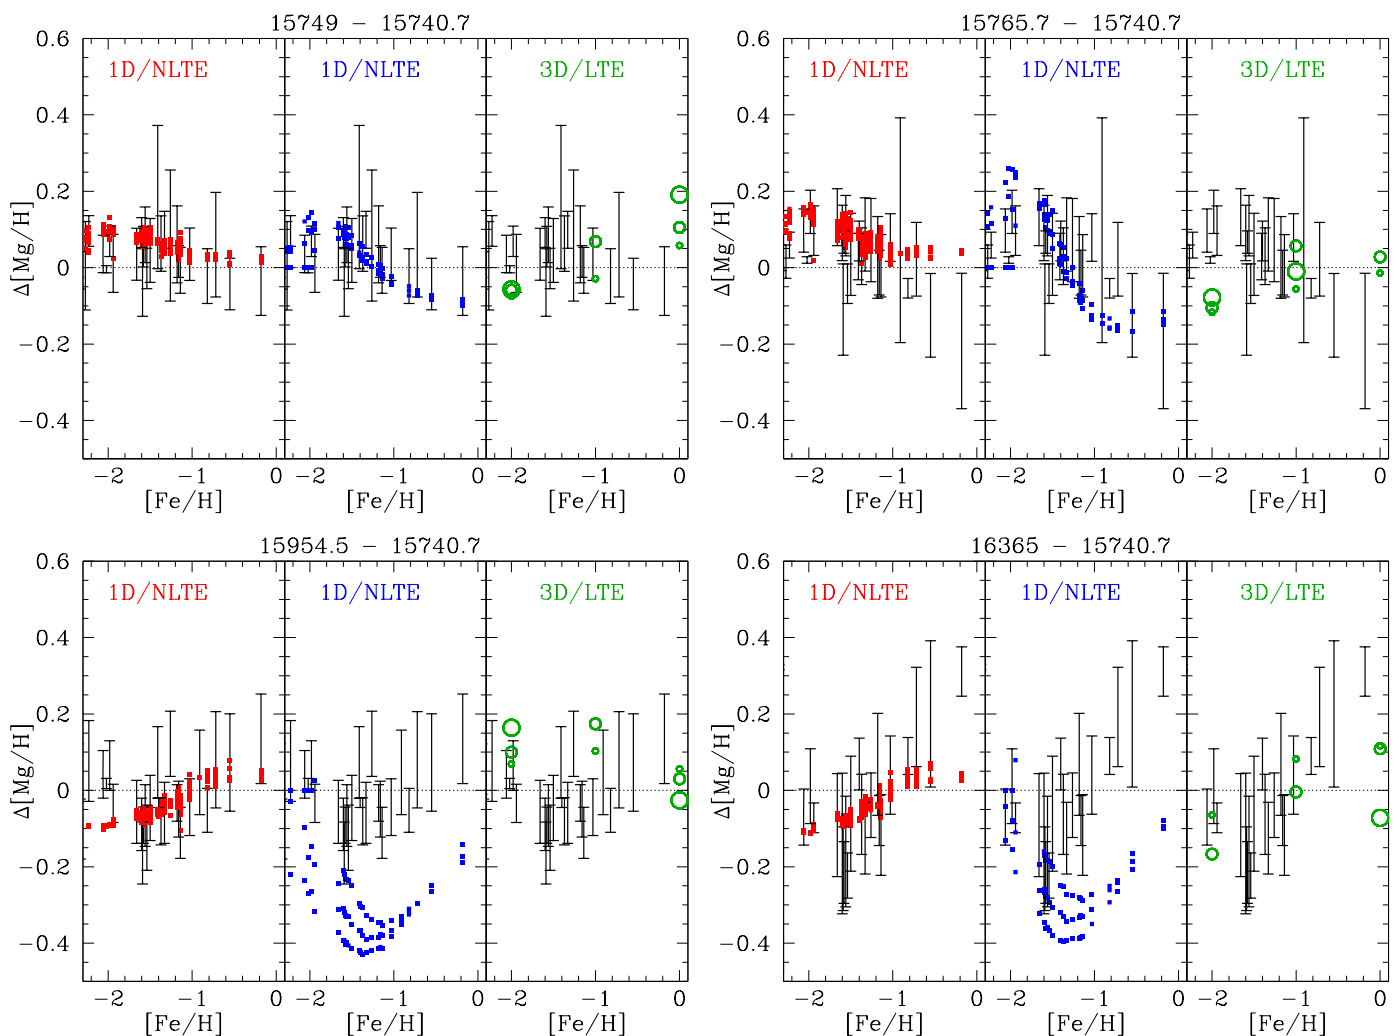 15749 − 15740.7
15765.7 − 15740.7
0.6
0.4
0.2
0
−0.2
−0.4
Δ[Mg/H]
1D/NLTE
1D/NLTE
3D/LTE
0.6
0.4
0.2
0
−0.2
−0.4
Δ[Mg/H]
1D/NLTE
1D/NLTE
3D/LTE
−2 −1 0 −2 −1 0 −2 −1 0
[Fe/H] [Fe/H] [Fe/H]
−2 −1 0 −2 −1 0 −2 −1 0
[Fe/H] [Fe/H] [Fe/H]
15954.5 − 15740.7
16365 − 15740.7
0.6
0.4
0.2
0
−0.2
−0.4
Δ[Mg/H]
1D/NLTE
1D/NLTE
3D/LTE
0.6
0.4
0.2
0
−0.2
−0.4
Δ[Mg/H]
1D/NLTE
1D/NLTE
3D/LTE
−2 −1 0 −2 −1 0 −2 −1 0
[Fe/H] [Fe/H] [Fe/H]
−2 −1 0 −2 −1 0 −2 −1 0
[Fe/H] [Fe/H] [Fe/H]